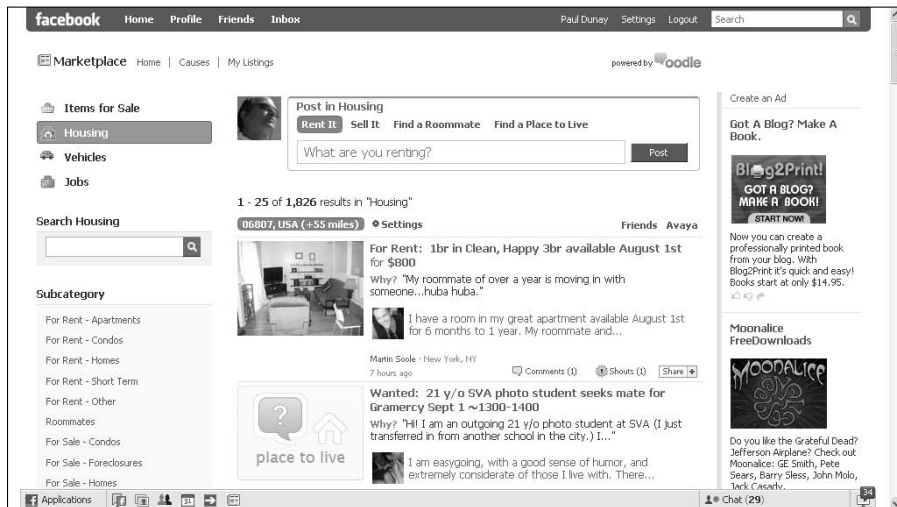 facebook Home Profile Friends Inbox Paul Dunay Settings Logout Search
Marketplace Home | Causes | My Listings powered by oodle
Items for Sale
Housing
Vehicles
Jobs
Search Housing
Subcategory
For Rent - Apartments
For Rent - Condos
For Rent - Homes
For Rent - Short Term
For Rent - Other
Roommates
For Sale - Condos
For Sale - Foreclosures
For Sale - Homes
Post in Housing
Rent It Sell It Find a Roommate Find a Place to Live
What are you renting? Post
1 - 25 of 1,826 results in "Housing"
06807, USA (+55 miles) Settings Friends Avaya
For Rent: 1br in Clean, Happy 3br available August 1st
for $800
Why? "My roommate of over a year is moving in with
someone...huba huba."
I have a room in my great apartment available August 1st
for 6 months to 1 year. My roommate and...
Martin Soole - New York, NY
7 hours ago Comments (1) Shouts (1) Share +
place to live
Wanted: 21 y/o SVA photo student seeks mate for
Gramercy Sept 1 ~1300-1400
Why? "Hi! I am an outgoing 21 y/o photo student at SVA (I just
transferred in from another school in the city.) I..."
I am easygoing, with a good sense of humor, and
extremely considerate of those I live with. There...
Create an Ad
Got A Blog? Make A
Book.
Blog2Print!
GOT A BLOG?
MAKE A BOOK!
START NOW!
Now you can create a
professionally printed book
from your blog. With
Blog2Print it's quick and easy!
Books start at only $14.95.
Moonalice
FreeDownloads
MOONALICE
Do you like the Grateful Dead?
Jefferson Airplane? Check out
Moonalice: GE Smith, Pete
Sears, Barry Sless, John Molo,
Jack Casady.
Applications 31 Chat (29) 34